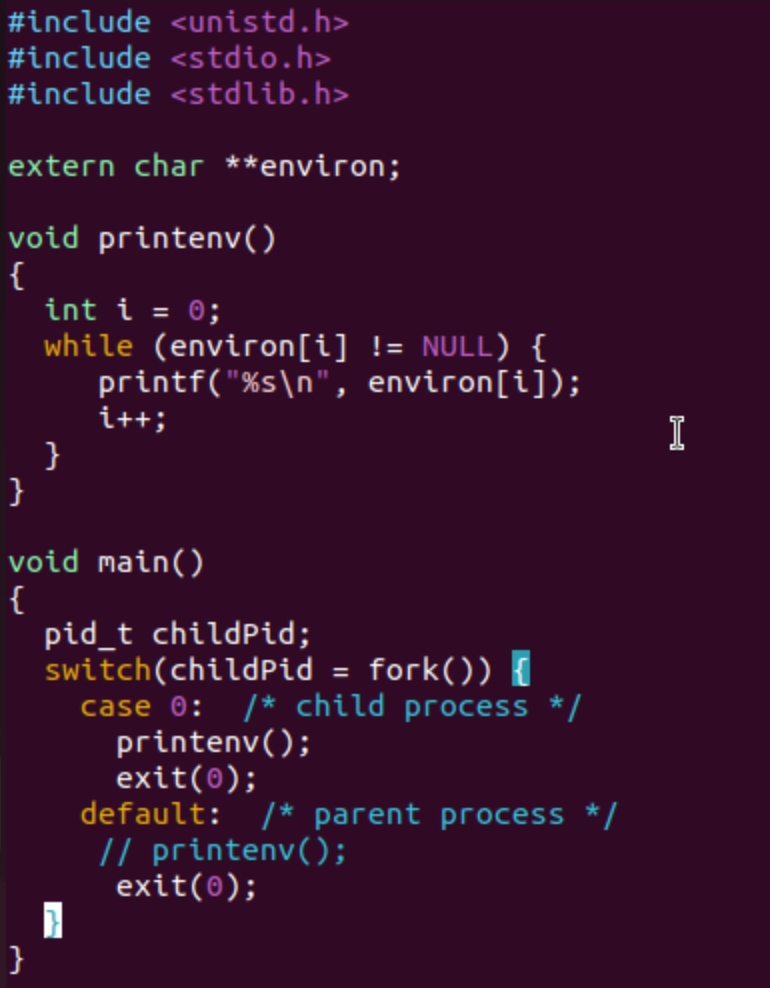 #include <unistd.h>
#include <stdio.h>
#include <stdlib.h>

extern char **environ;

void printenv()
{
  int i = 0;
  while (environ[i] != NULL) {
     printf("%s\n", environ[i]);
     i++;
  }
}

void main()
{
  pid_t childPid;
  switch(childPid = fork()) {
    case 0:  /* child process */
      printenv();
      exit(0);
    default:  /* parent process */
     // printenv();
      exit(0);
  }
}